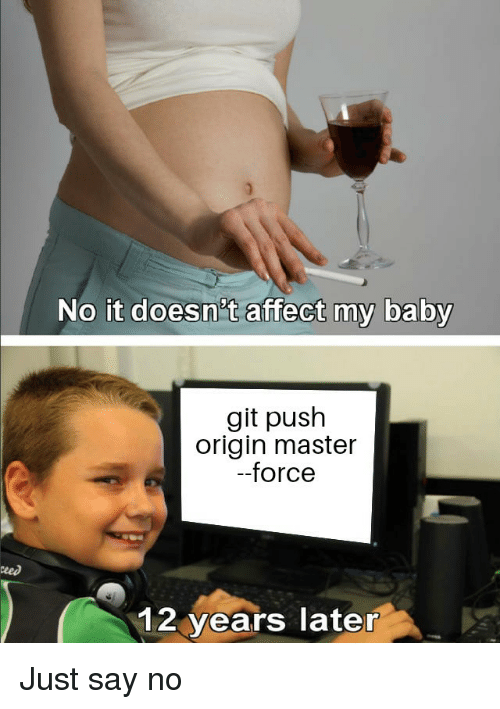 No it doesn't affect my baby
git push
origin master
--force
12 years later
Just say no